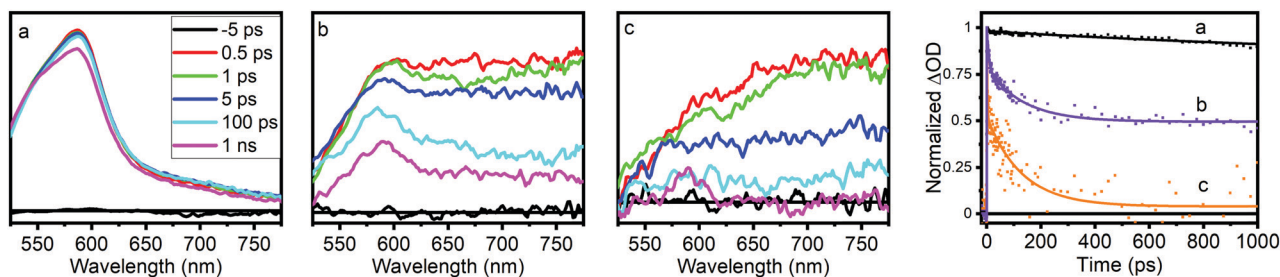 a
-5 ps
0.5 ps
1 ps
5 ps
100 ps
1 ns
550 600 650 700 750
Wavelength (nm)
b
550 600 650 700 750
Wavelength (nm)
c
550 600 650 700 750
Wavelength (nm)
Normalized ΔOD
1
0.75
0.5
0.25
0
a
b
c
0 200 400 600 800 1000
Time (ps)